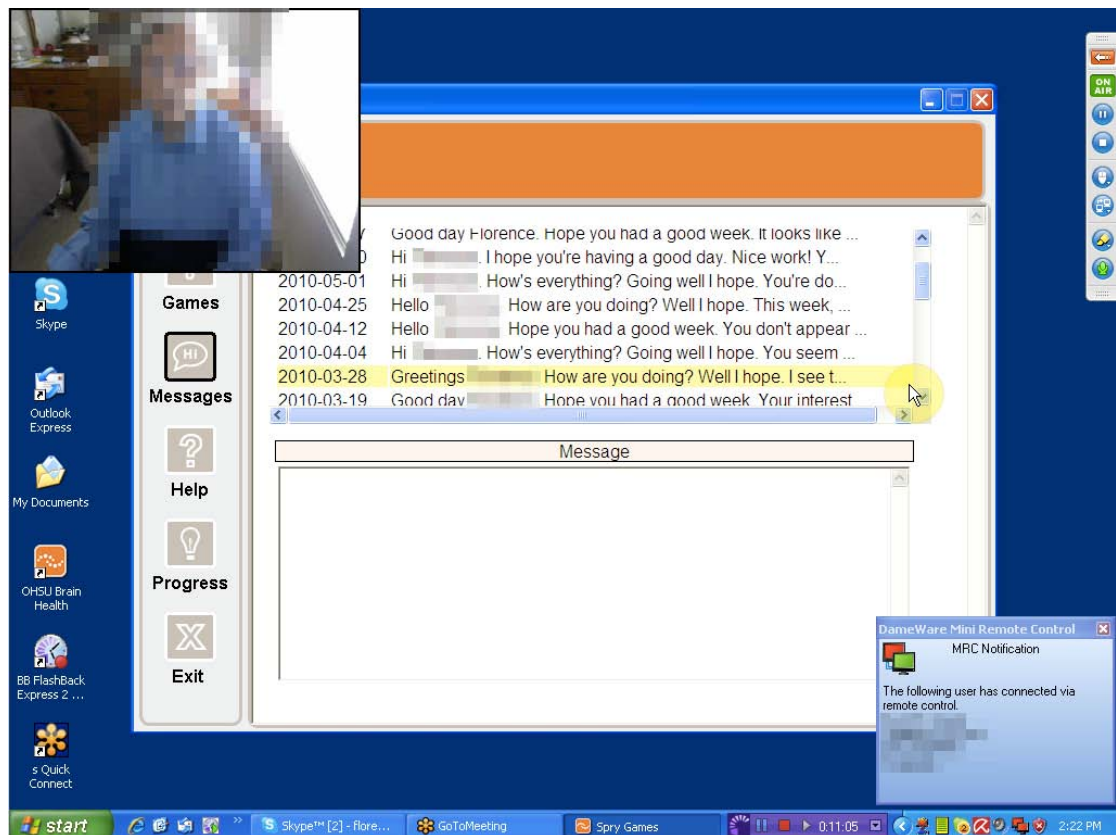 ON
AIR
Good day Florence. Hope you had a good week. It looks like ...
Hi . I hope you're having a good day. Nice work! Y...
2010-05-01 Hi . How's everything? Going well I hope. You're do...
2010-04-25 Hello How are you doing? Well I hope. This week, ...
2010-04-12 Hello Hope you had a good week. You don't appear ...
2010-04-04 Hi . How's everything? Going well I hope. You seem ...
2010-03-28 Greetings How are you doing? Well I hope. I see t...
2010-03-19 Good day Hope you had a good week. Your interest
Message
Games
HI
Messages
?
Help
Progress
X
Exit
Skype
Outlook
Express
My Documents
OHSU Brain
Health
BB FlashBack
Express 2 ...
s Quick
Connect
DameWare Mini Remote Control
MRC Notification
The following user has connected via
remote control.
start
Skype™ [2] - flore...
GoToMeeting
Spry Games
0:11:05
2:22 PM